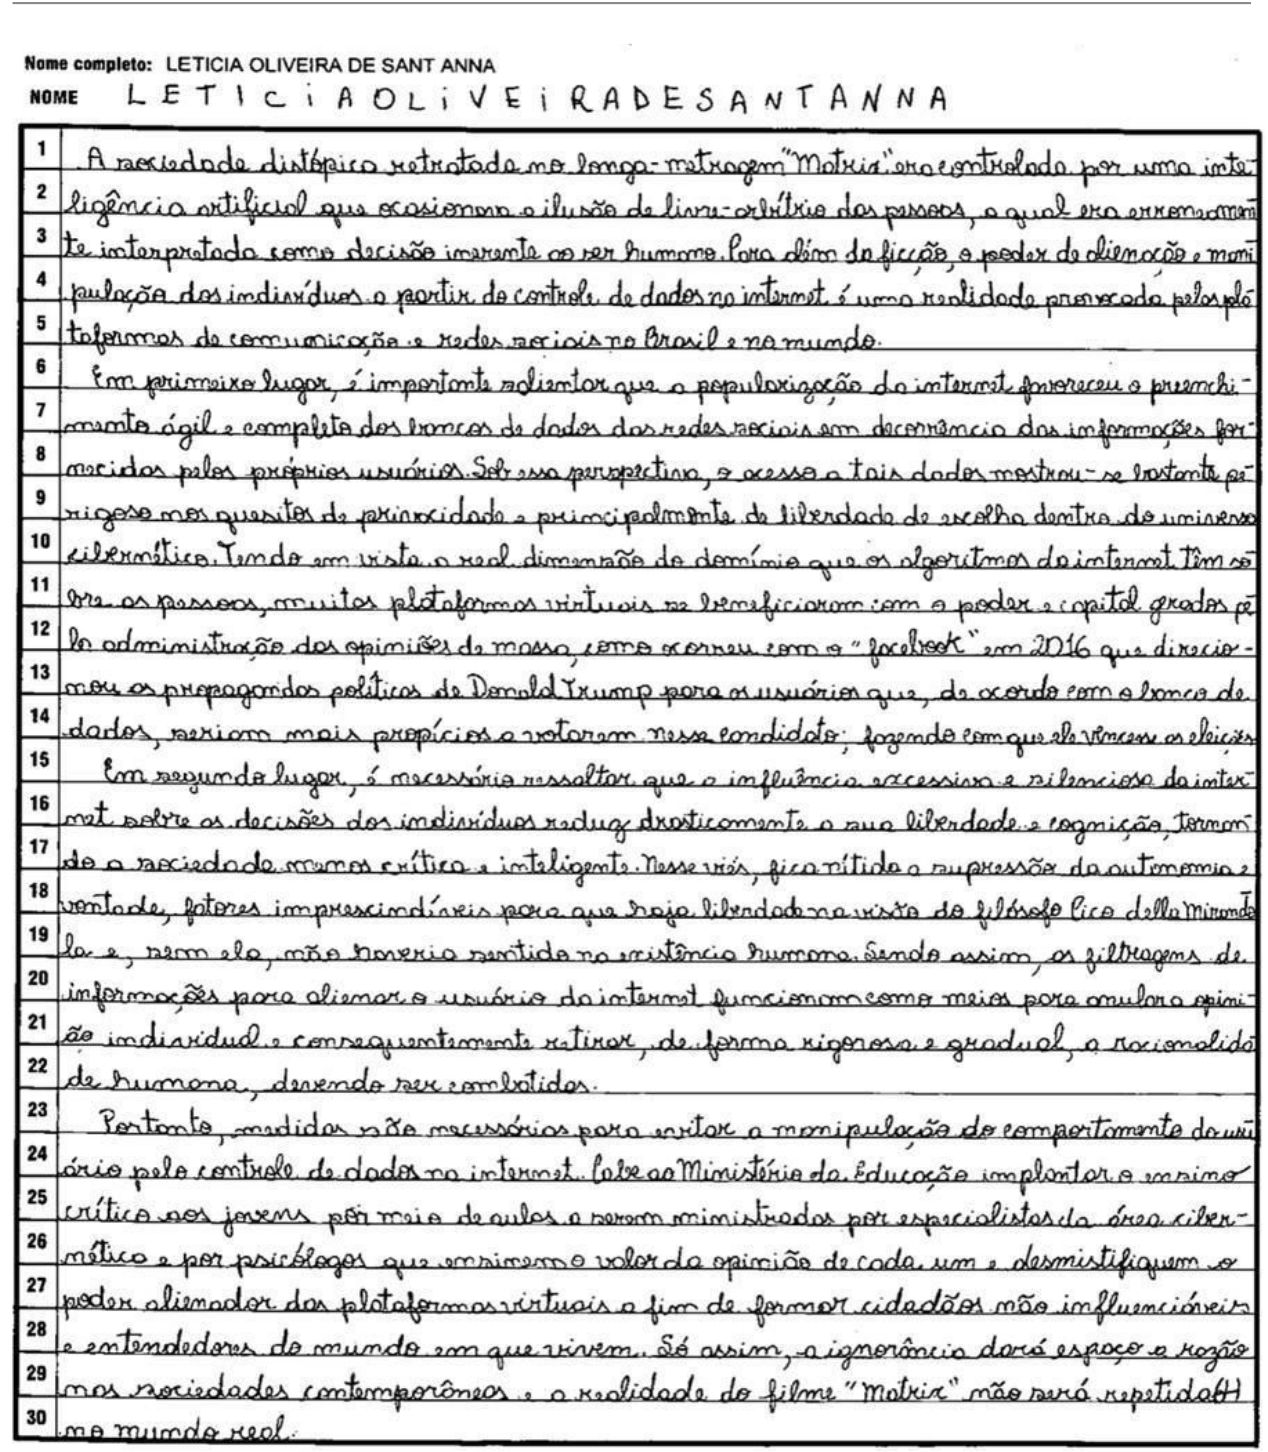 Nome completo: LETICIA OLIVEIRA DE SANT ANNA
NOME LETICIA OLIVEIRA DE SANT ANNA
1 A sociedade distópica retratada no longa-metragem "Matrix" era controlada por uma inte-
2 ligência artificial que ocasionava a ilusão de livre-arbítrio das pessoas, a qual era erroneamen
3 te interpretada como decisão inerente ao ser humano. Para além da ficção, o poder de alienação e mani
4 pulação dos indivíduos a partir do controle de dados na internet é uma realidade provocada pelas pla
5 taformas de comunicação e redes sociais no Brasil e no mundo.
6 Em primeiro lugar, é importante salientar que a popularização da internet favoreceu o preenchi-
7 mento ágil e completo dos bancos de dados das redes sociais em decorrência das informações for-
8 necidas pelos próprios usuários. Sob essa perspectiva, o acesso a tais dados mostrou-se bastante pe-
9 rigoso nos quesitos de privacidade e principalmente de liberdade de escolha dentro do universo
10 cibernético. Tendo em vista a real dimensão do domínio que os algoritmos da internet têm so
11 bre as pessoas, muitas plataformas virtuais se beneficiaram com o poder e capital gerados pe
12 la administração das opiniões de massa, como ocorreu com o "facebook" em 2016 que direcio-
13 nou as propagandas políticas de Donald Trump para os usuários que, de acordo com o banco de
14 dados, seriam mais propícios a votarem nesse candidato; fazendo com que ele vencesse as eleições
15 Em segundo lugar, é necessário ressaltar que a influência excessiva e silenciosa da inter-
16 net sobre as decisões dos indivíduos reduz drasticamente a sua liberdade e cognição, tornan
17 do a sociedade menos crítica e inteligente. Nesse viés, fica nítida a supressão da autonomia e
18 vontade, fatores imprescindíveis para que haja liberdade na visão do filósofo Pico della Mirando
19 la e, sem ela, não haveria sentido na existência humana. Sendo assim, as filtragens de
20 informações para alienar o usuário da internet funcionam como meios para anular a opini-
21 ão individual e consequentemente retirar, de forma rigorosa e gradual, a racionalida
22 de humana, devendo ser combatidas.
23 Portanto, medidas são necessárias para evitar a manipulação do comportamento do usu
24 ário pelo controle de dados na internet. Cabe ao Ministério da Educação implantar o ensino
25 crítico aos jovens por meio de aulas a serem ministradas por especialistas da área ciber-
26 nética e por psicólogos que ensinem o valor da opinião de cada um e desmistifiquem o
27 poder alienador das plataformas virtuais a fim de formar cidadãos não influenciáveis
28 e entendedores do mundo em que vivem. Só assim, a ignorância dará espaço a razão
29 nas sociedades contemporâneas e a realidade do filme "Matrix" não será repetida
30 no mundo real.